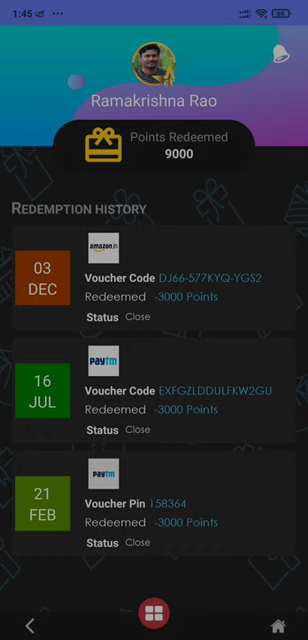 1:45
Ramakrishna Rao
Points Redeemed
9000
REDEMPTION HISTORY
amazon.in
03
DEC
Voucher Code DJ66-577KYQ-YGS2
Redeemed -3000 Points
Status Close
paytm
16
JUL
Voucher Code EXFGZLDDULFKW2GU
Redeemed -3000 Points
Status Close
paytm
21
FEB
Voucher Pin 158364
Redeemed -3000 Points
Status Close